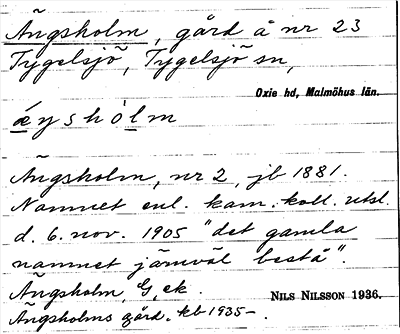 Ängsholm, gård å nr 23
Tygelsjö, Tygelsjö sn,
Oxie hd, Malmöhus län.
ǽŋshòlm
Ängsholm, nr 2, jb 1881.
Namnet enl. kam. koll. utsl.
d. 6. nov. 1905 "det gamla
namnet jämväl bestå".
Ängsholm, G, ek.
NILS NILSSON 1936.
Ängsholms gård. kb 1935–.